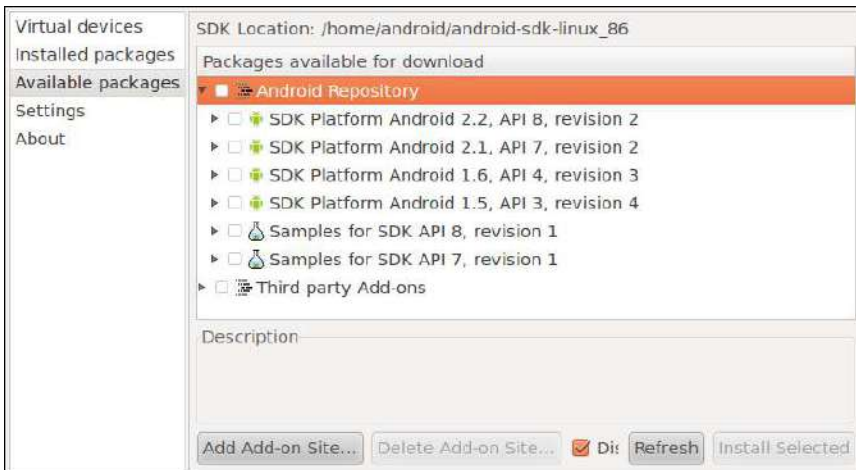 Virtual devices
Installed packages
Available packages
Settings
About
SDK Location: /home/android/android-sdk-linux_86
Packages available for download
Android Repository
SDK Platform Android 2.2, API 8, revision 2
SDK Platform Android 2.1, API 7, revision 2
SDK Platform Android 1.6, API 4, revision 3
SDK Platform Android 1.5, API 3, revision 4
Samples for SDK API 8, revision 1
Samples for SDK API 7, revision 1
Third party Add-ons
Description
Add Add-on Site... Delete Add-on Site... Refresh Install Selected